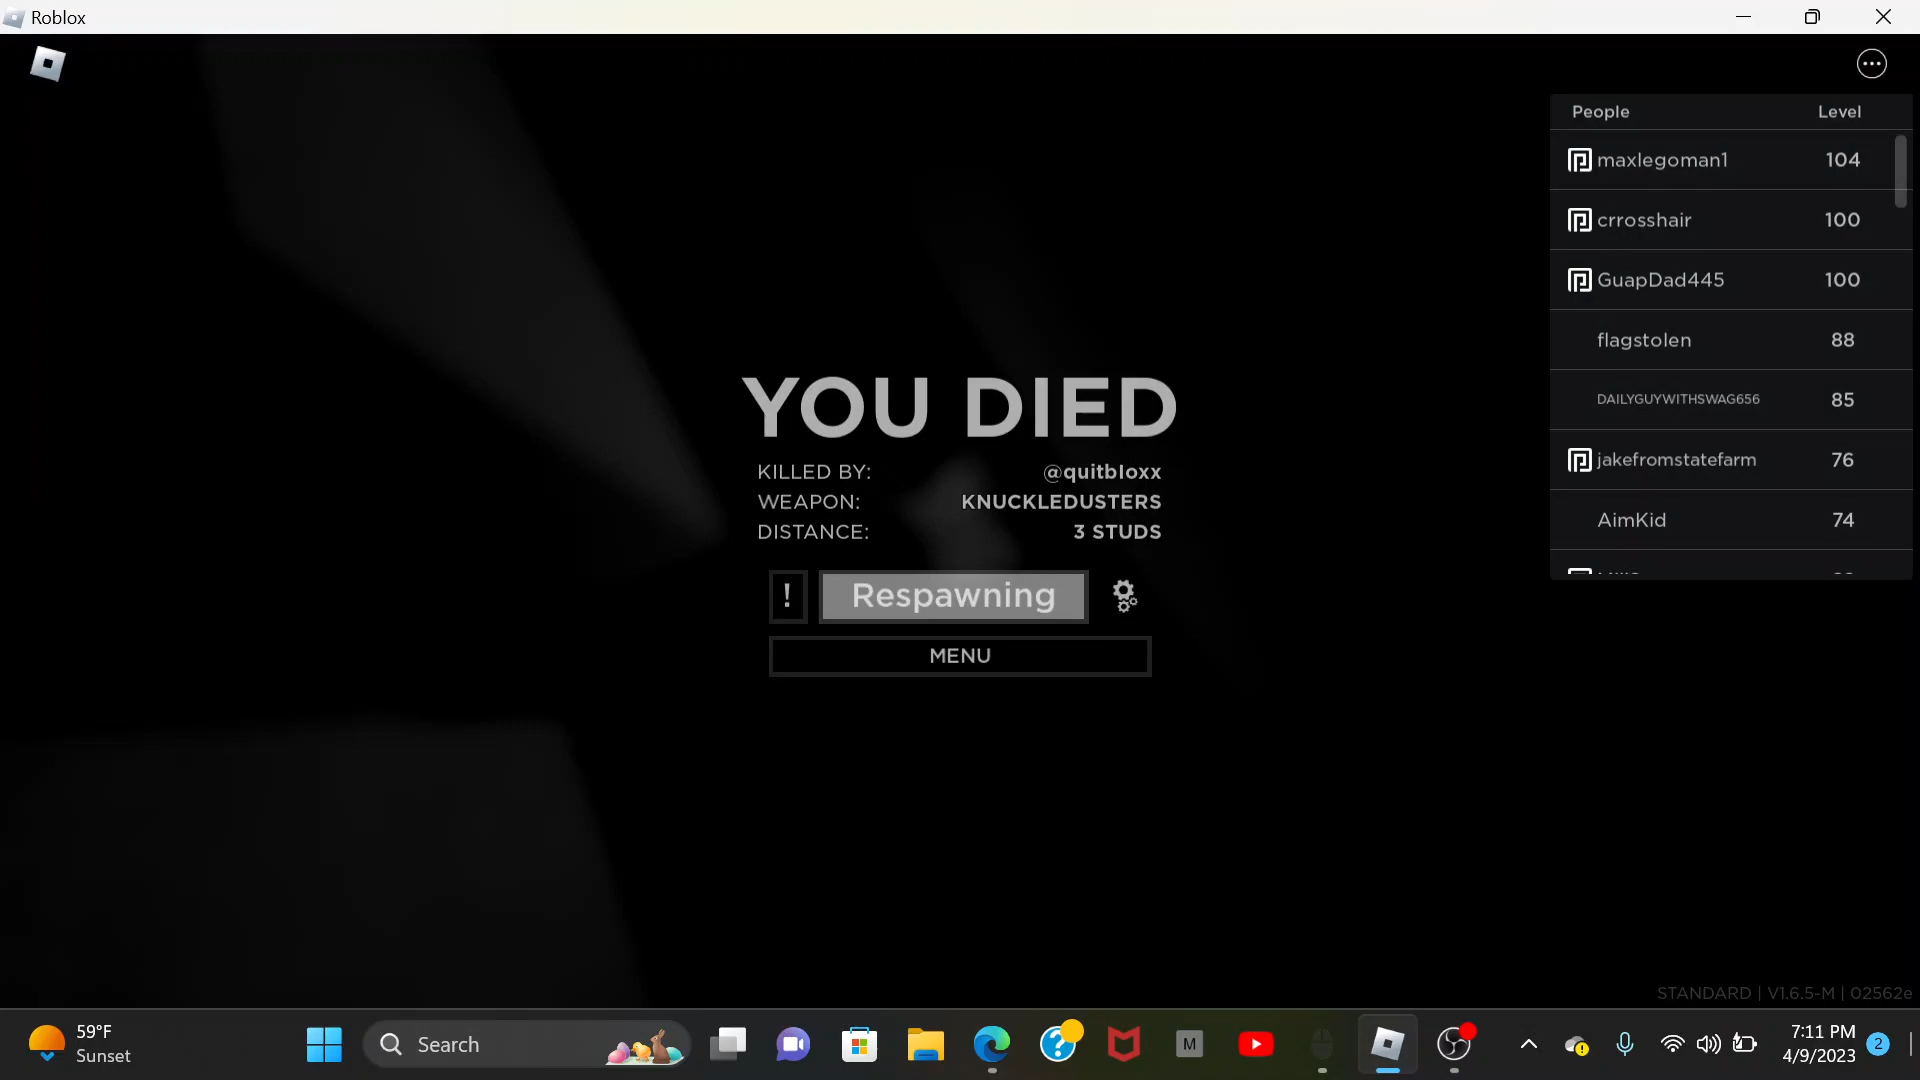 Roblox
People Level
maxlegoman1 104
crrosshair 100
GuapDad445 100
flagstolen 88
DAILYGUYWITHSWAG656 85
jakefromstatefarm 76
AimKid 74
YOU DIED
KILLED BY: @quitbloxx
WEAPON: KNUCKLEDUSTERS
DISTANCE: 3 STUDS
! Respawning
MENU
STANDARD | V1.6.5-M | 02562e
59°F
Sunset
Search
M
7:11 PM
4/9/2023
2